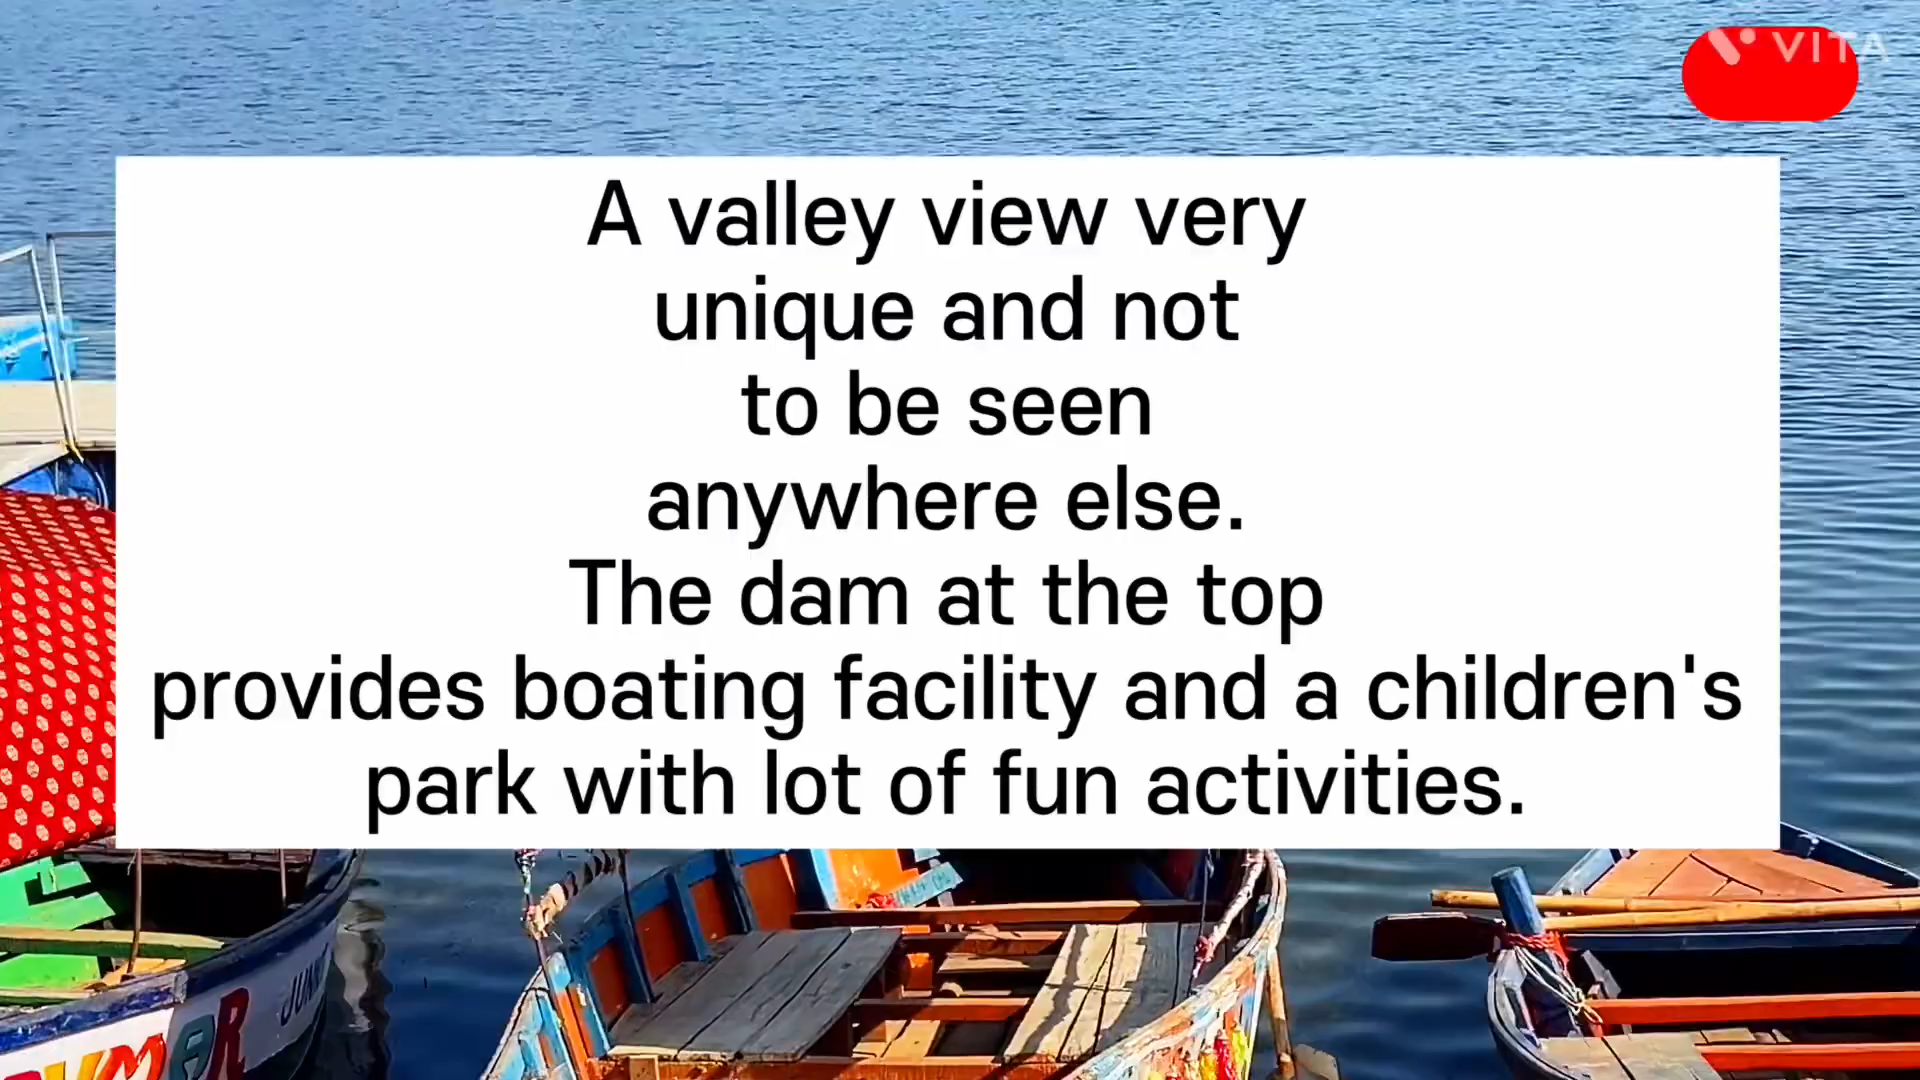 VITA
A valley view very
unique and not
to be seen
anywhere else.
The dam at the top
provides boating facility and a children's
park with lot of fun activities.